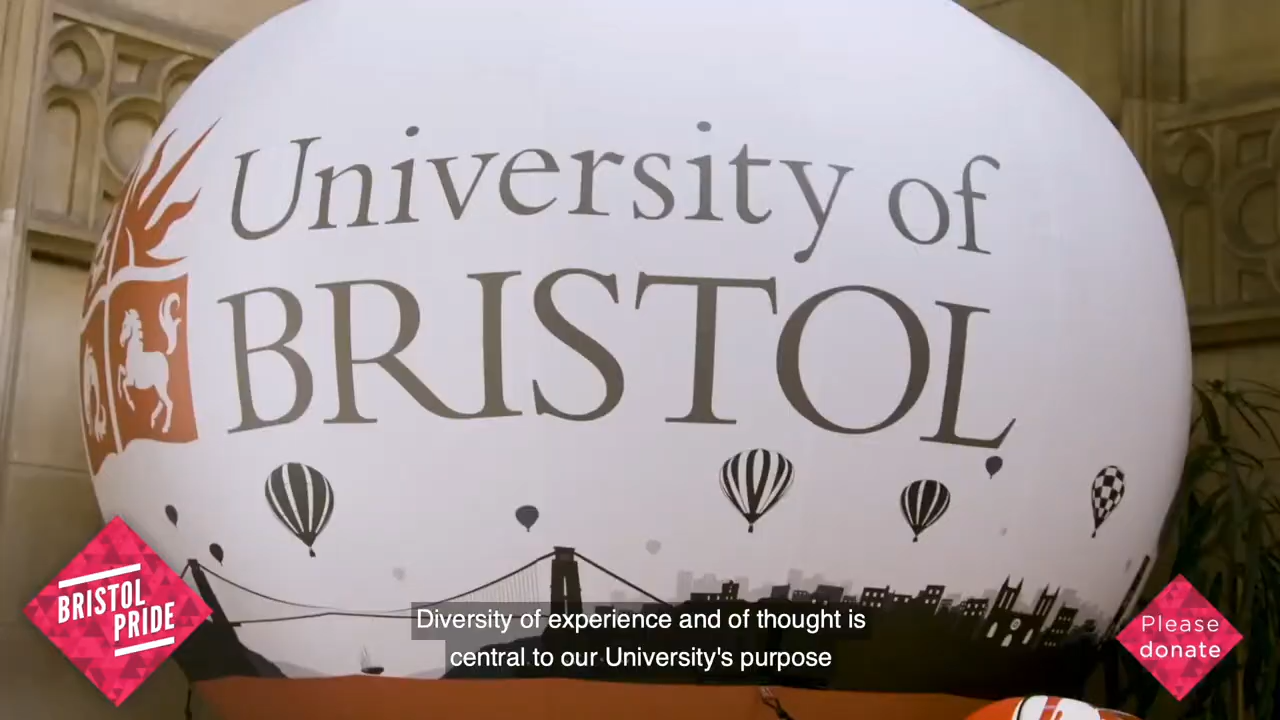 University of
BRISTOL
BRISTOL
PRIDE
Diversity of experience and of thought is
central to our University's purpose
Please
donate